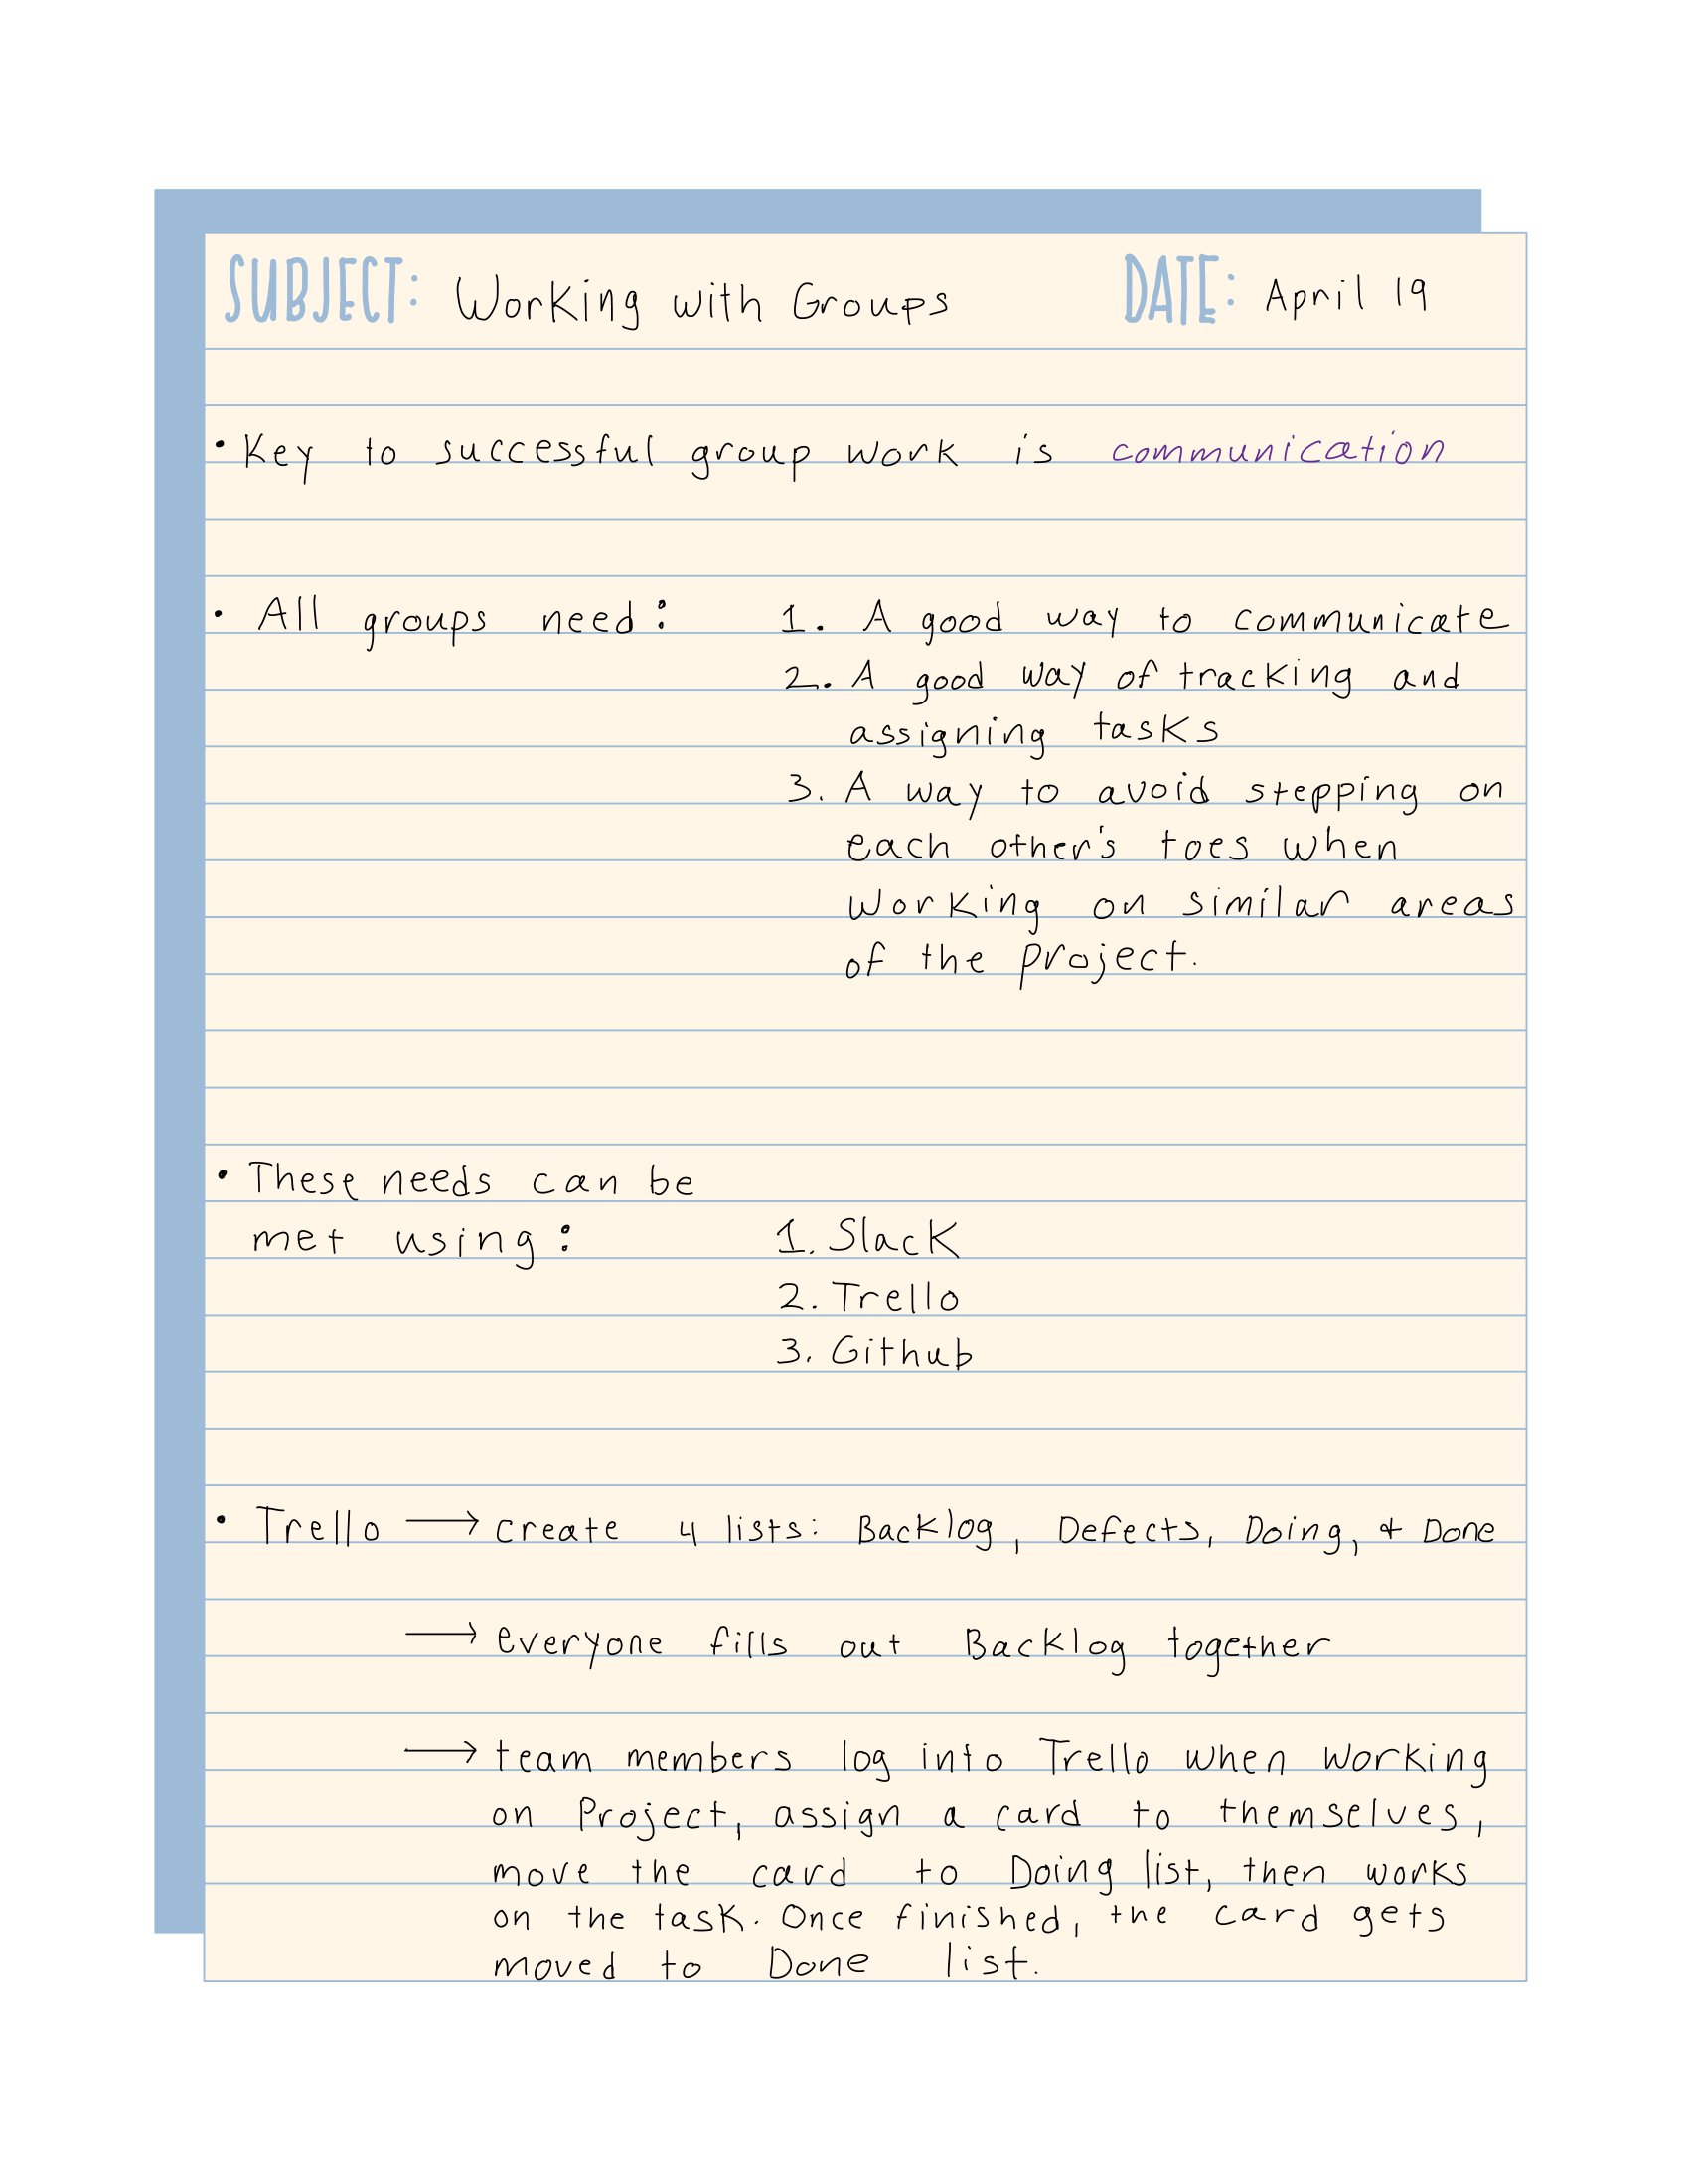 SUBJECT: Working with Groups DATE: April 19
• Key to successful group work is communication
• All groups need: 1. A good way to communicate
2. A good way of tracking and
assigning tasks
3. A way to avoid stepping on
each other's toes when
working on similar areas
of the project.
• These needs can be
met using: 1. Slack
2. Trello
3. Github
• Trello → create 4 lists: Backlog, Defects, Doing, & Done
→ everyone fills out Backlog together
→ team members log into Trello when working
on Project, assign a card to themselves,
move the card to Doing list, then works
on the task. Once finished, the card gets
moved to Done list.